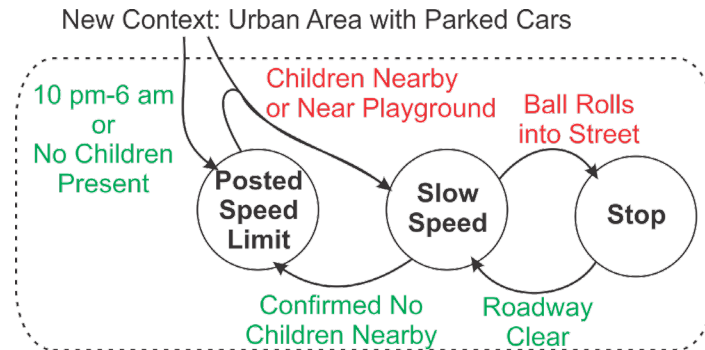 New Context: Urban Area with Parked Cars
10 pm-6 am
or
No Children
Present
Children Nearby
or Near Playground
Ball Rolls
into Street
Posted
Speed
Limit
Slow
Speed
Stop
Confirmed No
Children Nearby
Roadway
Clear